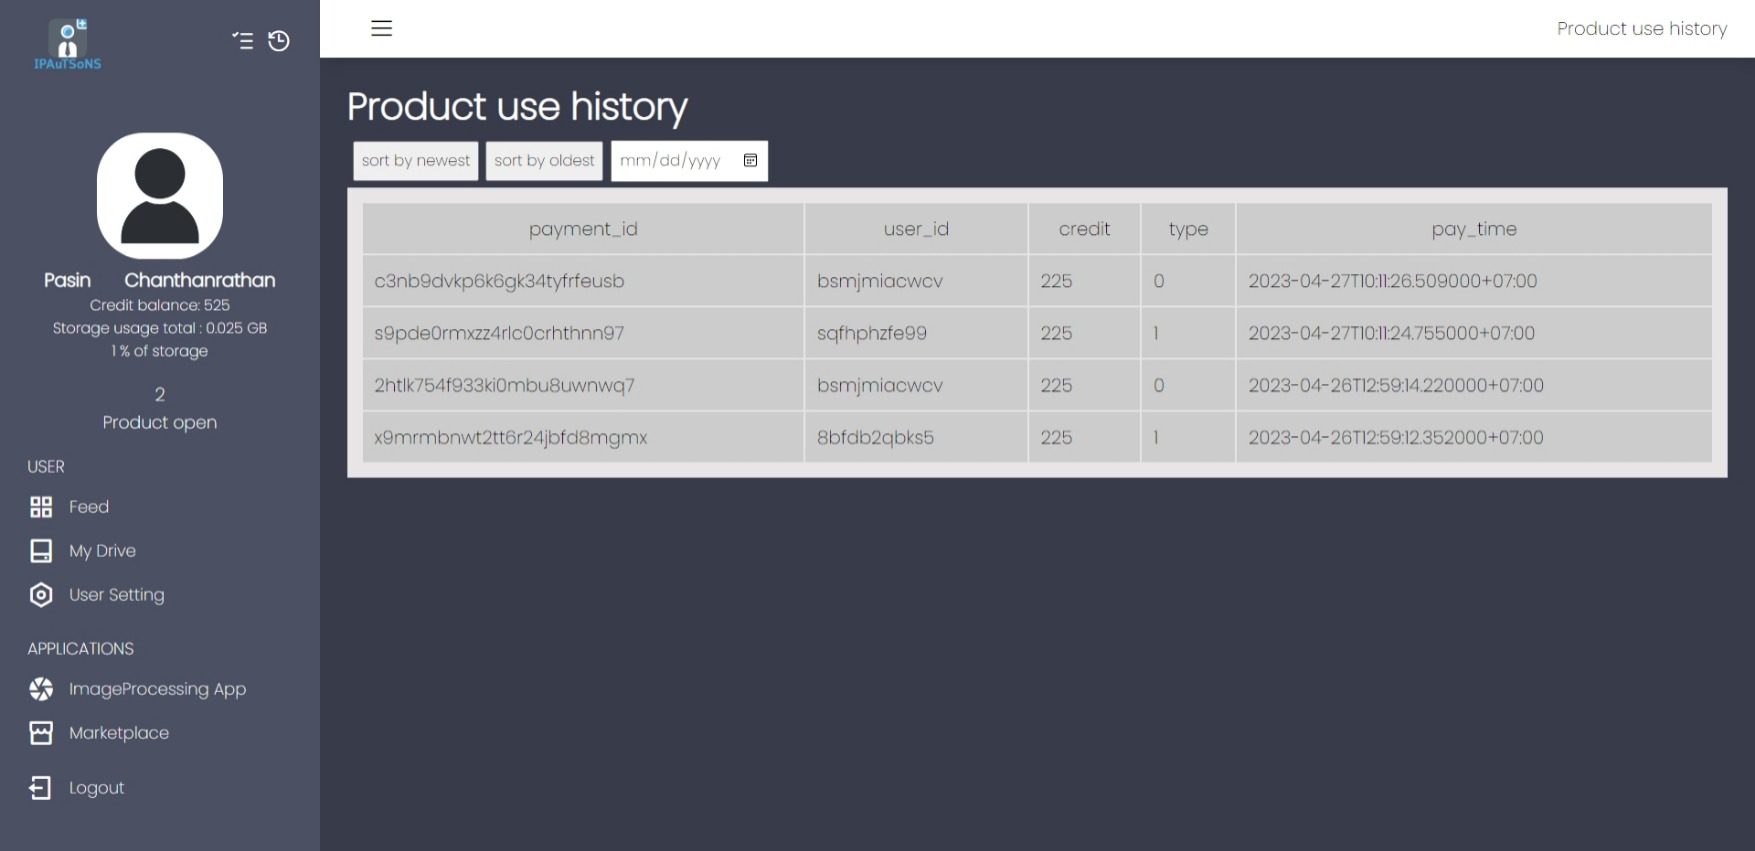 IPAuTSoNS
Product use history
Pasin Chanthanrathan
Credit balance: 525
Storage usage total : 0.025 GB
1 % of storage
2
Product open
USER
Feed
My Drive
User Setting
APPLICATIONS
ImageProcessing App
Marketplace
Logout
Product use history
sort by newest sort by oldest mm/dd/yyyy
payment_id user_id credit type pay_time
c3nb9dvkp6k6gk34tyfrfeusb bsmjmiacwcv 225 0 2023-04-27T10:11:26.509000+07:00
s9pde0rmxzz4rlc0crhthnn97 sqfhphzfe99 225 1 2023-04-27T10:11:24.755000+07:00
2htlk754f933ki0mbu8uwnwq7 bsmjmiacwcv 225 0 2023-04-26T12:59:14.220000+07:00
x9mrmbnwt2tt6r24jbfd8mgmx 8bfdb2qbks5 225 1 2023-04-26T12:59:12.352000+07:00